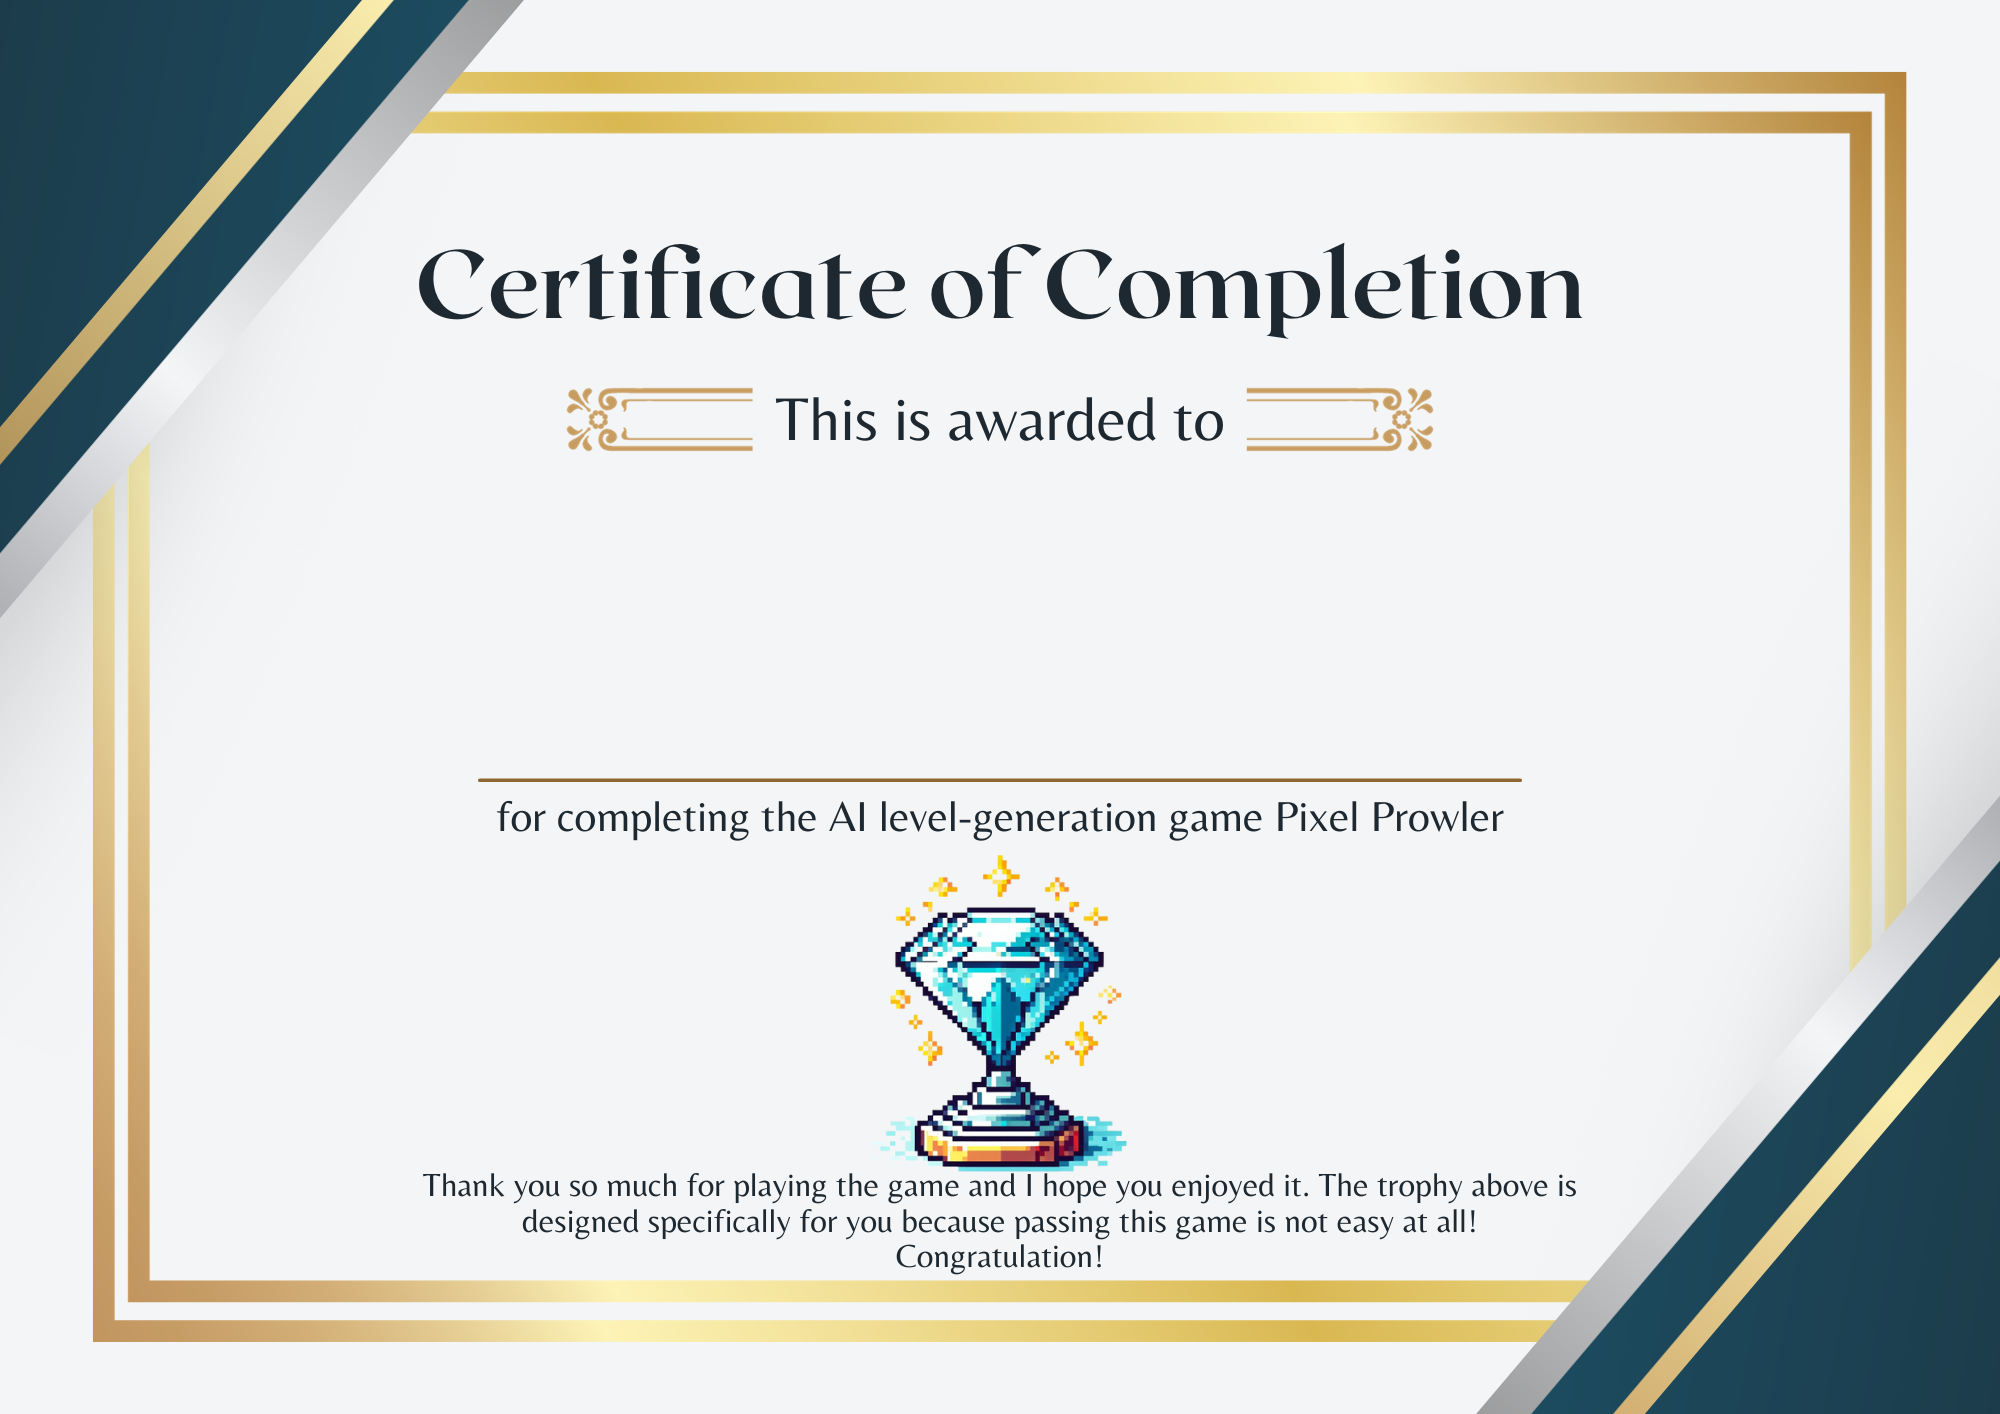 Certificate of Completion
This is awarded to
for completing the AI level-generation game Pixel Prowler
Thank you so much for playing the game and I hope you enjoyed it. The trophy above is
designed specifically for you because passing this game is not easy at all!
Congratulation!